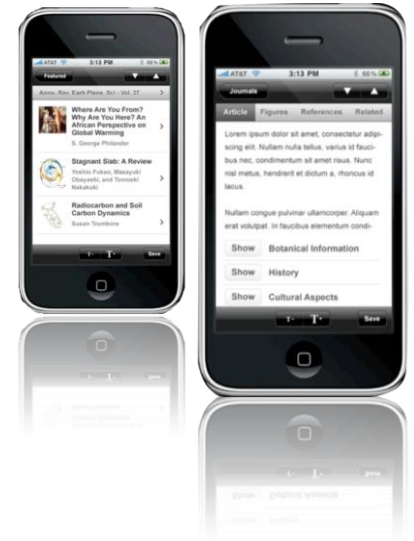 AT&T 3:13 PM 66%
Featured
Annu. Rev. Earth Plane. Sci - Vol. 37
Where Are You From?
Why Are You Here? An
African Perspective on
Global Warming
S. George Philander
Stagnant Slab: A Review
Yoshio Fukao, Masayuki
Obayashi, and Tomoeki
Nakakuki
Radiocarbon and Soil
Carbon Dynamics
Susan Trumbore
T- T+ Save
AT&T 3:13 PM 66%
Journals
Article Figures References Related
Lorem ipsum dolor sit amet, consectetur adipi-
scing elit. Nullam nulla tellus, varius id fauci-
bus nec, condimentum sit amet risus. Nunc
nisl metus, hendrerit et dictum a, rhoncus id
lacus.
Nullam congue pulvinar ullamcorper. Aliquam
erat volutpat. In faucibus elementum condi-
Show Botanical Information
Show History
Show Cultural Aspects
T- T+ Save